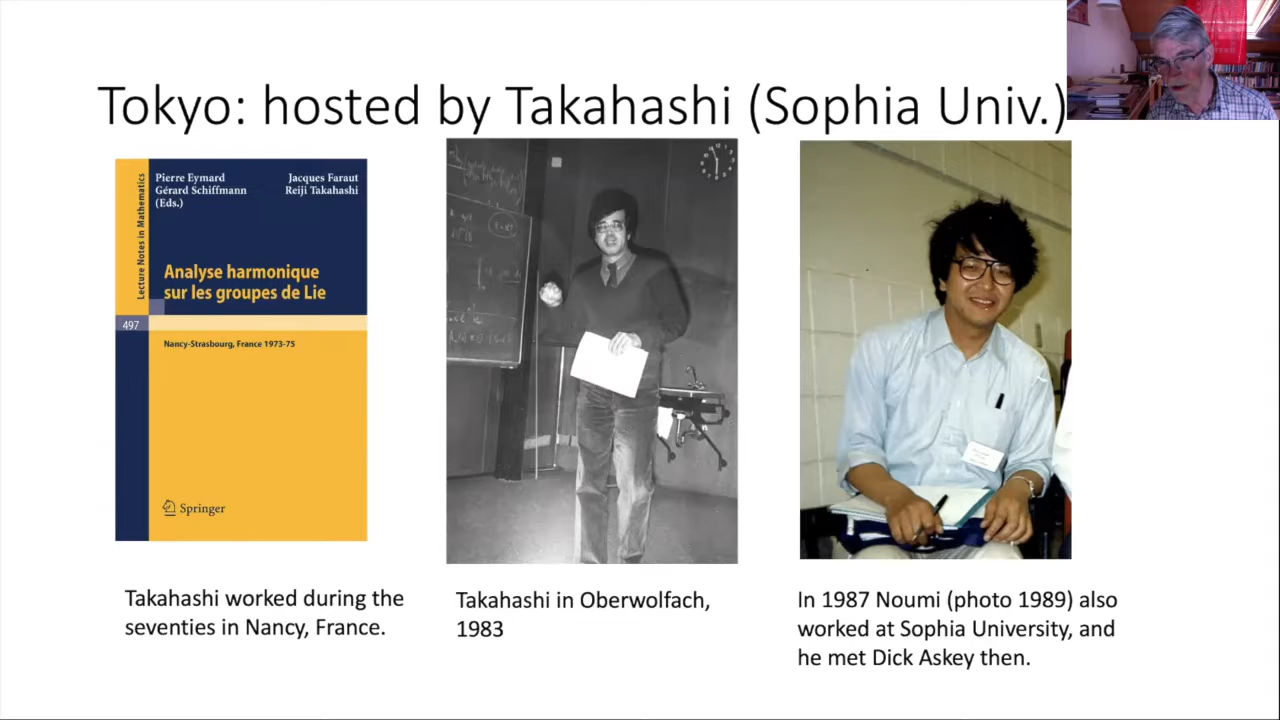 Tokyo: hosted by Takahashi (Sophia Univ.)
Lecture Notes in Mathematics
Pierre Eymard
Gérard Schiffmann
(Eds.)
Jacques Faraut
Reiji Takahashi
Analyse harmonique
sur les groupes de Lie
497
Nancy-Strasbourg, France 1973-75
Springer
Takahashi worked during the
seventies in Nancy, France.
Takahashi in Oberwolfach,
1983
In 1987 Noumi (photo 1989) also
worked at Sophia University, and
he met Dick Askey then.